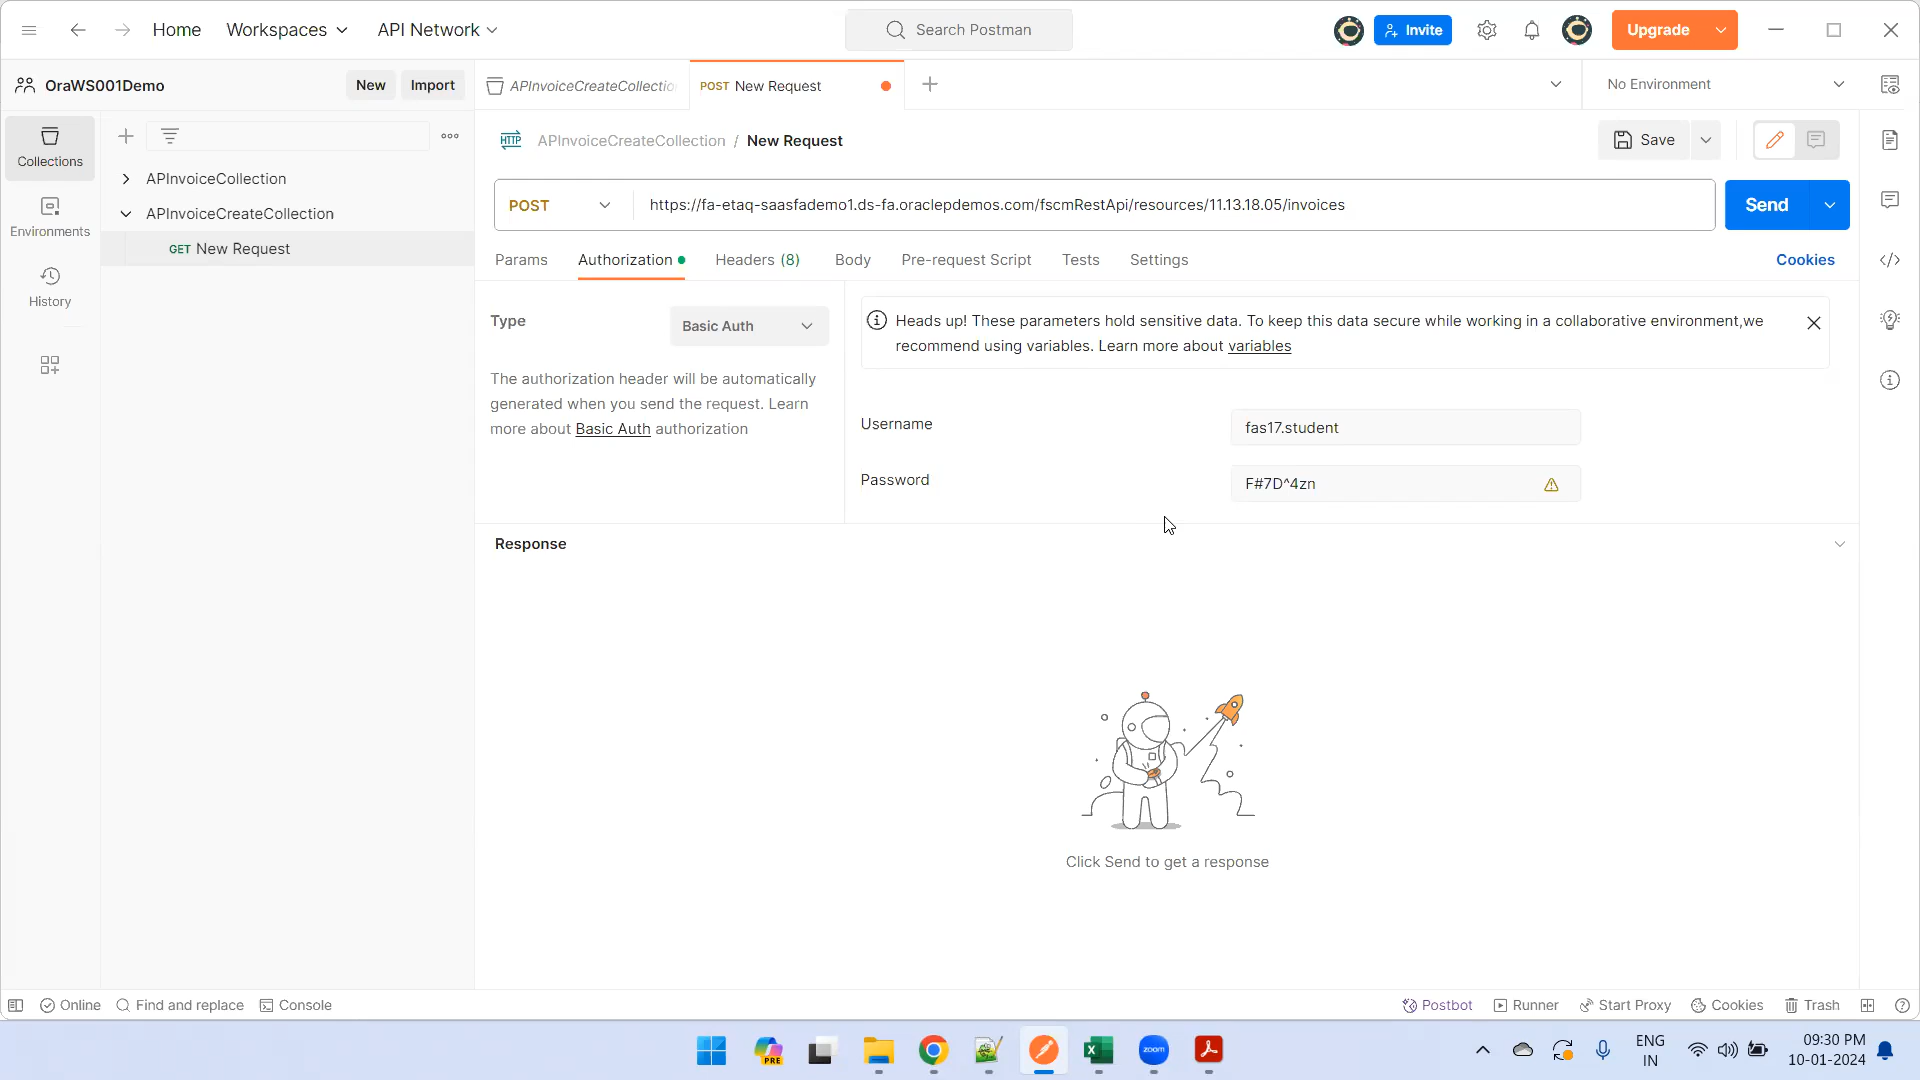 Home
Workspaces
API Network
Search Postman
Invite
Upgrade
OraWS001Demo
New
Import
APInvoiceCreateCollectio
POST New Request
No Environment
Collections
APInvoiceCreateCollection / New Request
Save
APInvoiceCollection
APInvoiceCreateCollection
GET New Request
Environments
History
HTTP
POST
https://fa-etaq-saasfademo1.ds-fa.oraclepdemos.com/fscmRestApi/resources/11.13.18.05/invoices
Send
Params
Authorization
Headers (8)
Body
Pre-request Script
Tests
Settings
Cookies
Type
Basic Auth
The authorization header will be automatically
generated when you send the request. Learn
more about Basic Auth authorization
Heads up! These parameters hold sensitive data. To keep this data secure while working in a collaborative environment,we
recommend using variables. Learn more about variables
Username
fas17.student
Password
F#7D^4zn
Response
Click Send to get a response
Online
Find and replace
Console
Postbot
Runner
Start Proxy
Cookies
Trash
PRE
zoom
ENG
IN
09:30 PM
10-01-2024